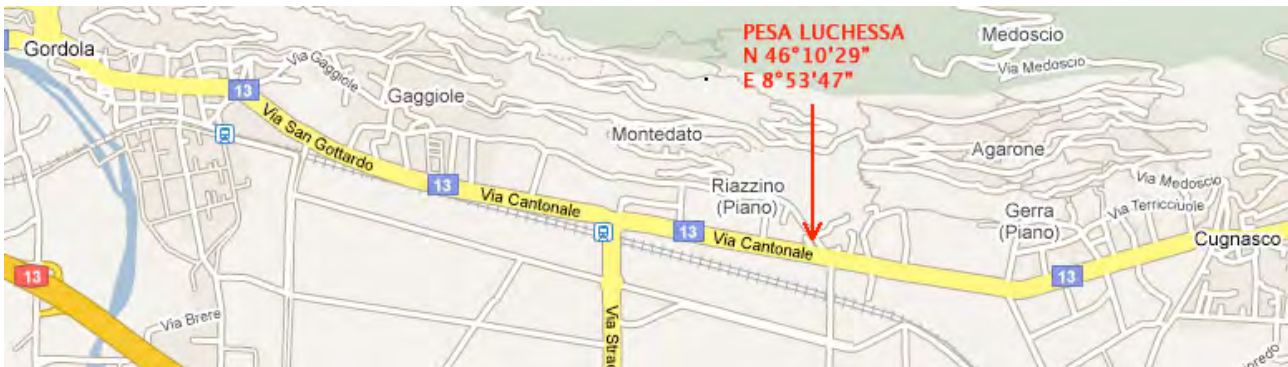 PESA LUCHESSA
N 46°10'29"
E 8°53'47"
Medoscio
Via Medoscio
Gordola
Via Gaggiole
Gaggiole
13
Via San Gottardo
Montedato
Agarone
Riazzino
(Piano)
Via Medoscio
Gerra
(Piano)
Via Terricciuole
13
Via Cantonale
13
Via Cantonale
Cugnasco
13
13
Via Brere
Via Stra